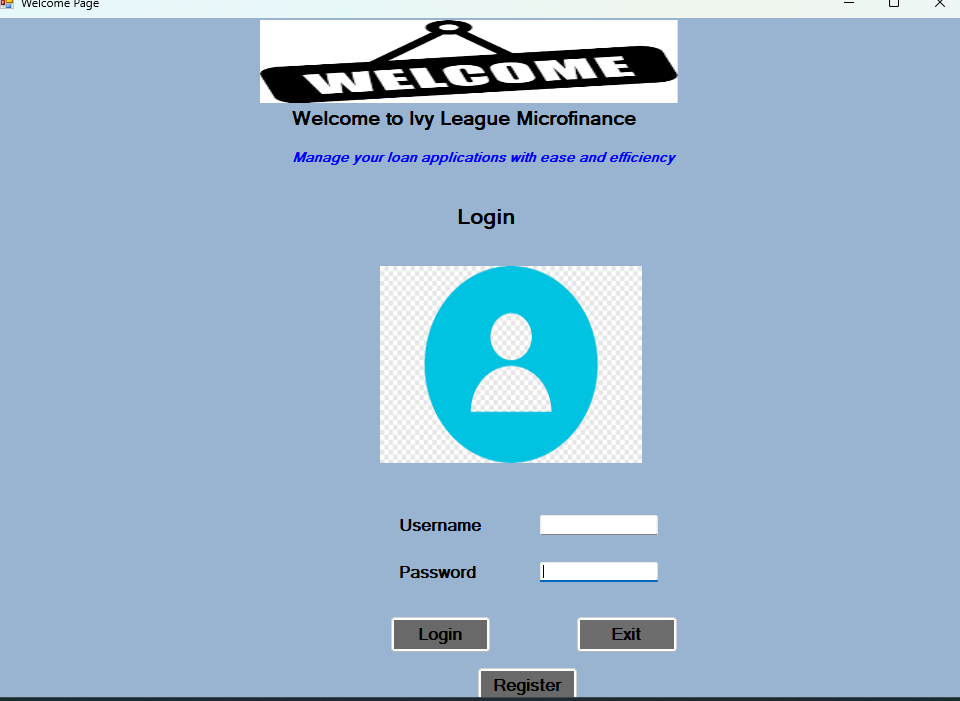 Welcome Page
WELCOME
Welcome to Ivy League Microfinance
Manage your loan applications with ease and efficiency
Login
Username
Password
Login Exit
Register